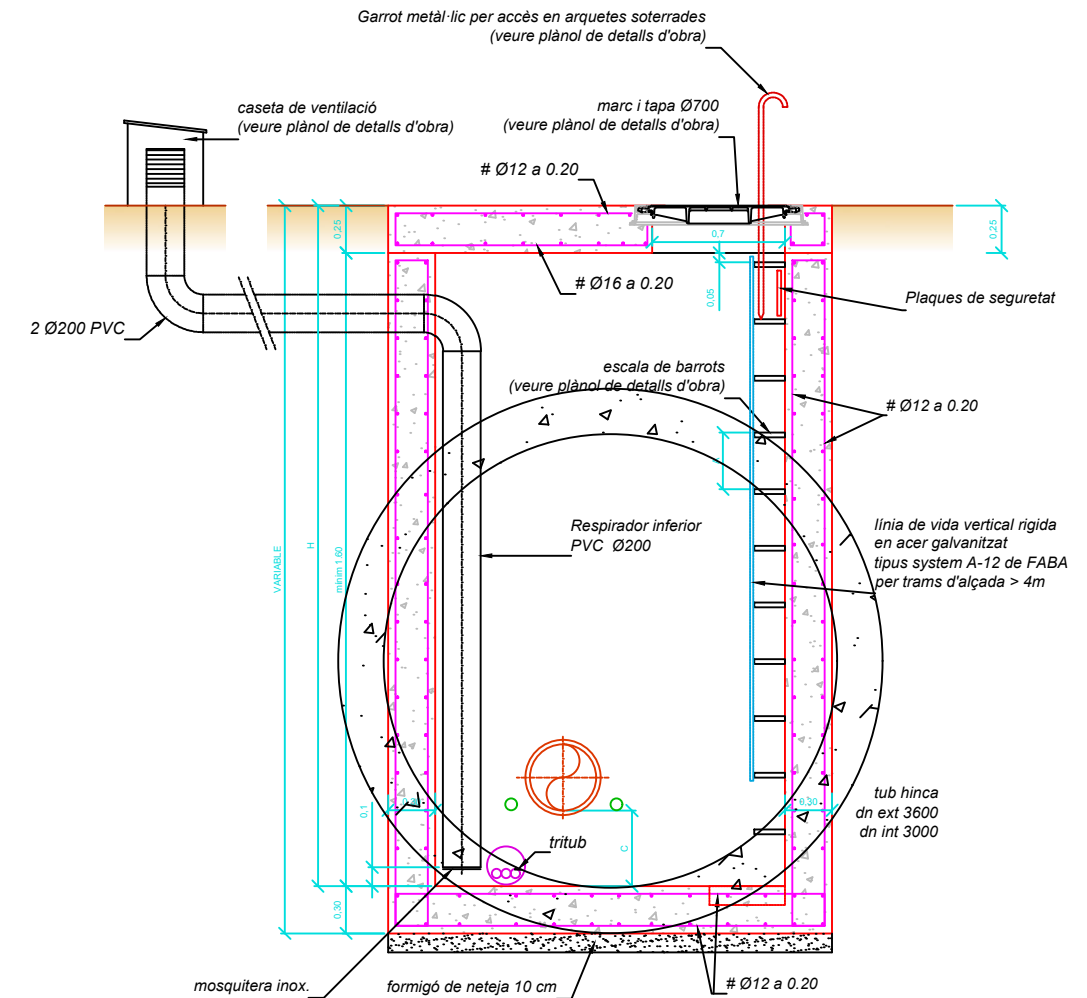 Garrot metàl·lic per accès en arquetes soterrades
(veure plànol de detalls d'obra)
caseta de ventilació
(veure plànol de detalls d'obra)
marc i tapa Ø700
(veure plànol de detalls d'obra)
# Ø12 a 0.20
0,25
0,7
0,25
# Ø16 a 0.20
0,05
Plaques de seguretat
2 Ø200 PVC
escala de barrots
(veure plànol de detalls d'obra)
# Ø12 a 0.20
Respirador inferior
PVC Ø200
línia de vida vertical rigida
en acer galvanitzat
tipus system A-12 de FABA
per trams d'alçada > 4m
VARIABLE
H
mínim 1.60
tub hinca
dn ext 3600
dn int 3000
0,30
0,1
tritub
C
0,30
mosquitera inox.
formigó de neteja 10 cm
# Ø12 a 0.20